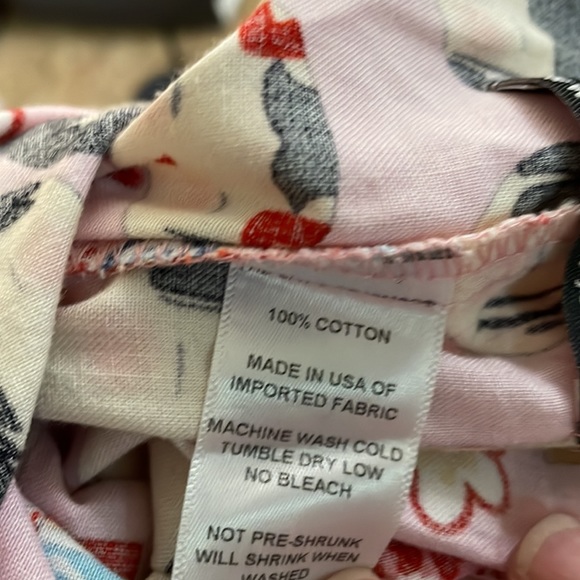 100% COTTON
MADE IN USA OF
IMPORTED FABRIC
MACHINE WASH COLD
TUMBLE DRY LOW
NO BLEACH
NOT PRE-SHRUNK
WILL SHRINK WHEN
WASHED